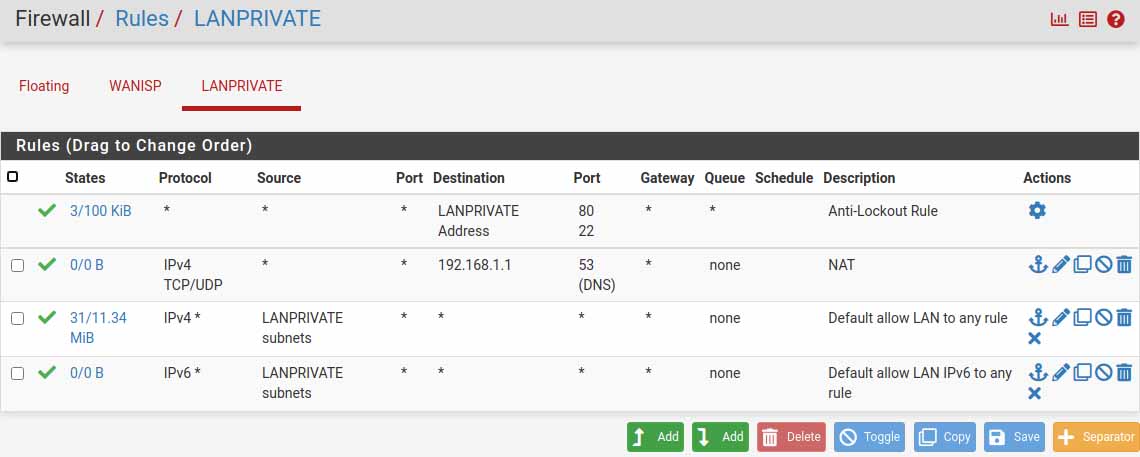 Firewall / Rules / LANPRIVATE
Floating WANISP LANPRIVATE
Rules (Drag to Change Order)
States Protocol Source Port Destination Port Gateway Queue Schedule Description Actions
3/100 KiB * * * LANPRIVATE 80 * * Anti-Lockout Rule
Address 22
0/0 B IPv4 * * 192.168.1.1 53 * none NAT
TCP/UDP (DNS)
31/11.34 IPv4 * LANPRIVATE * * * * none Default allow LAN to any rule
MiB subnets
0/0 B IPv6 * LANPRIVATE * * * * none Default allow LAN IPv6 to any
subnets rule
Add Add Delete Toggle Copy Save Separator